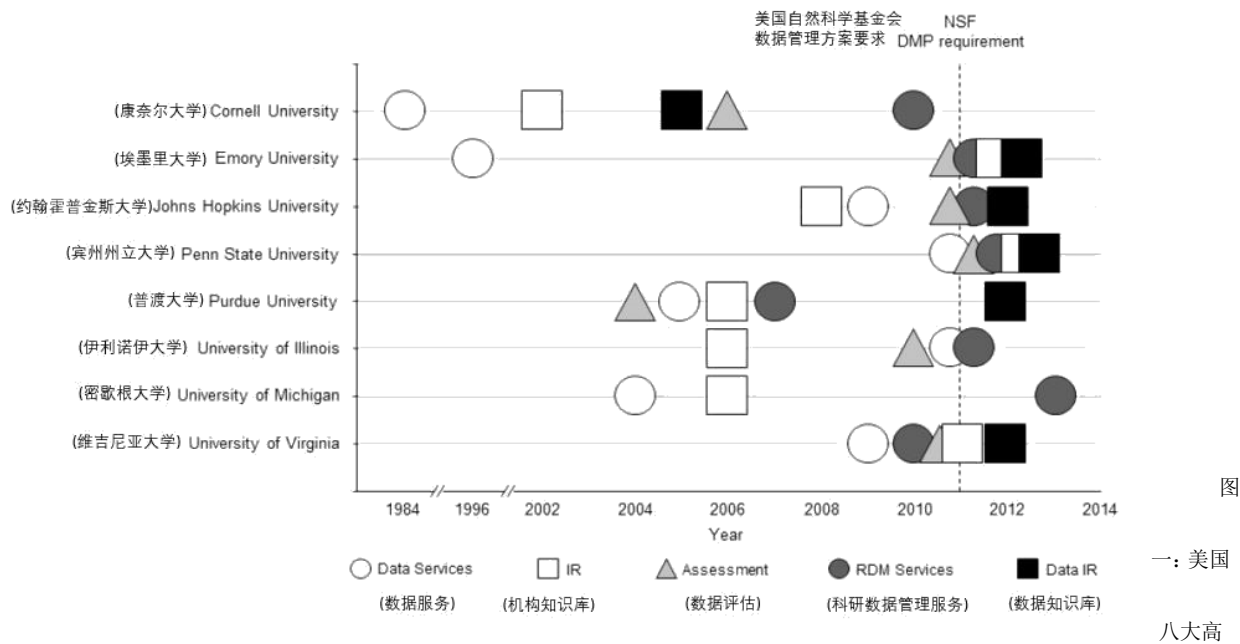 美国自然科学基金会 NSF
数据管理方案要求 DMP requirement
(康奈尔大学) Cornell University
(埃墨里大学) Emory University
(约翰霍普金斯大学)Johns Hopkins University
(宾州州立大学) Penn State University
(普渡大学) Purdue University
(伊利诺伊大学) University of Illinois
(密歇根大学) University of Michigan
(维吉尼亚大学) University of Virginia
1984 1996 2002 2004 2006 2008 2010 2012 2014
Year
Data Services IR Assessment RDM Services Data IR
(数据服务) (机构知识库) (数据评估) (科研数据管理服务) (数据知识库)
图
一: 美国
八大高